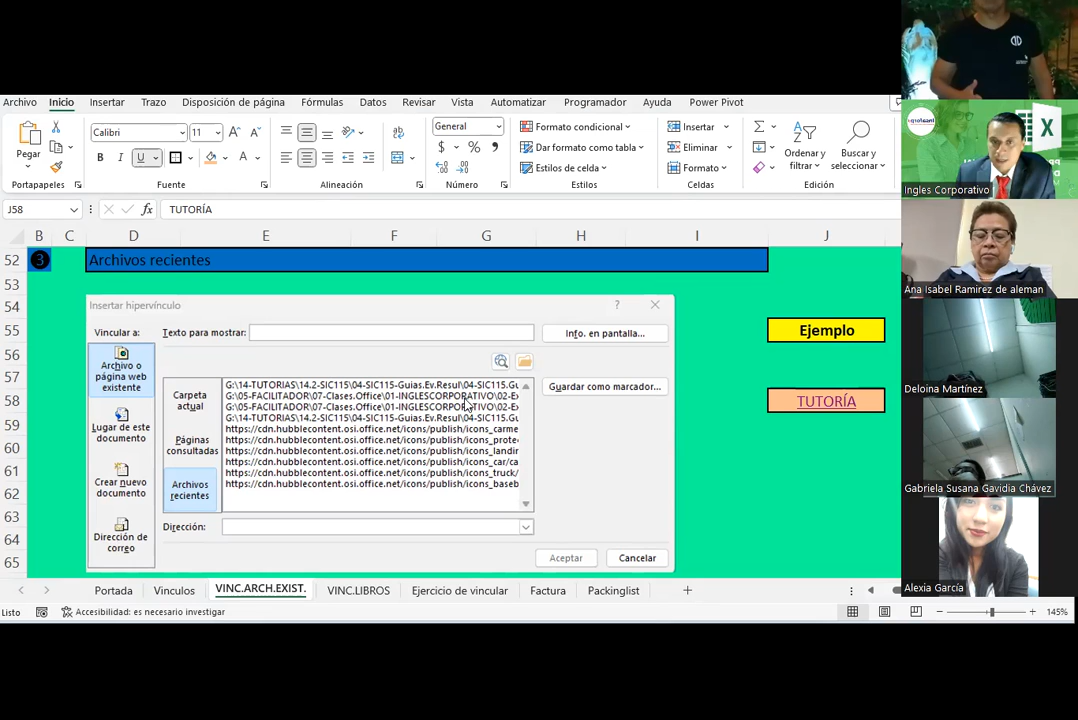 Archivo Inicio Insertar Trazo Disposición de página Fórmulas Datos Revisar Vista Automatizar Programador Ayuda Power Pivot
Pegar
Calibri 11
General
Formato condicional
Dar formato como tabla
Estilos de celda
Insertar
Eliminar
Formato
Ordenar y filtrar
Buscar y seleccionar
Portapapeles Fuente Alineación Número Estilos Celdas Edición
J58 fx TUTORÍA
B C D E F G H I J
52 3 Archivos recientes
53
54 Insertar hipervínculo ? ×
Vincular a: Texto para mostrar: Info. en pantalla...
55 Ejemplo
56
57
58 TUTORÍA
59
60
61
62
63
64
65
Archivo o página web existente
Lugar de este documento
Crear nuevo documento
Dirección de correo
Carpeta actual
Páginas consultadas
Archivos recientes
G:\14-TUTORIAS\14.2-SIC115\04-SIC115-Guias.Ev.Resul\04-SIC115.Gu
G:\05-FACILITADOR\07-Clases.Office\01-INGLESCORPORATIVO\02-Ex
G:\05-FACILITADOR\07-Clases.Office\01-INGLESCORPORATIVO\02-Ex
G:\14-TUTORIAS\14.2-SIC115\04-SIC115-Guias.Ev.Resul\04-SIC115.Gu
https://cdn.hubblecontent.osi.office.net/icons/publish/icons_carme
https://cdn.hubblecontent.osi.office.net/icons/publish/icons_prote
https://cdn.hubblecontent.osi.office.net/icons/publish/icons_landin
https://cdn.hubblecontent.osi.office.net/icons/publish/icons_car/ca
https://cdn.hubblecontent.osi.office.net/icons/publish/icons_truck/
https://cdn.hubblecontent.osi.office.net/icons/publish/icons_baseb
Guardar como marcador...
Dirección:
Aceptar Cancelar
Portada Vinculos VINC.ARCH.EXIST. VINC.LIBROS Ejercicio de vincular Factura Packinglist
Listo Accesibilidad: es necesario investigar 145%
Ingles Corporativo
Ana Isabel Ramirez de aleman
Deloina Martínez
Gabriela Susana Gavidia Chávez
Alexia García